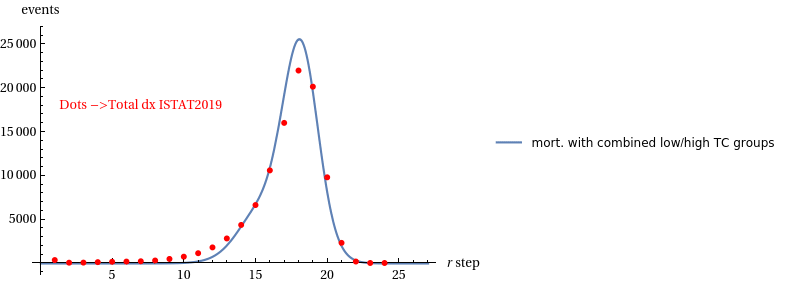 events
25 000
20 000
Dots −>Total dx ISTAT2019
15 000
mort. with combined low/high TC groups
10 000
5000
r step
5 10 15 20 25